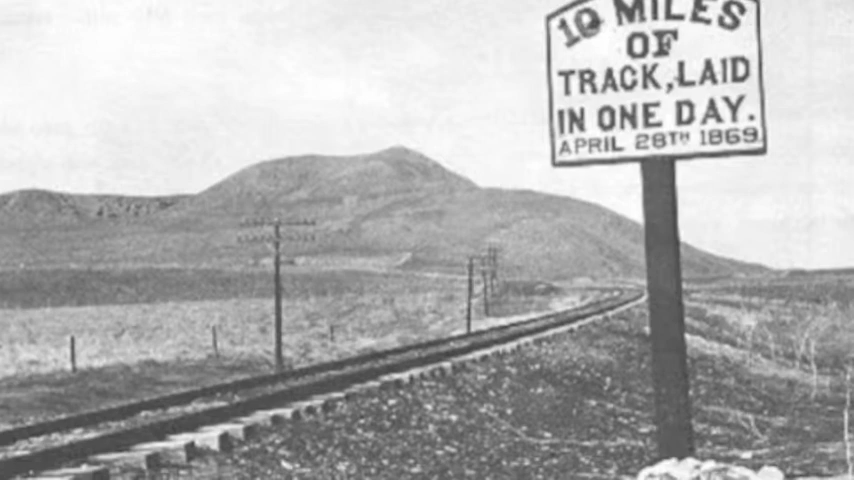 10 MILES
OF
TRACK, LAID
IN ONE DAY.
APRIL 28TH 1869